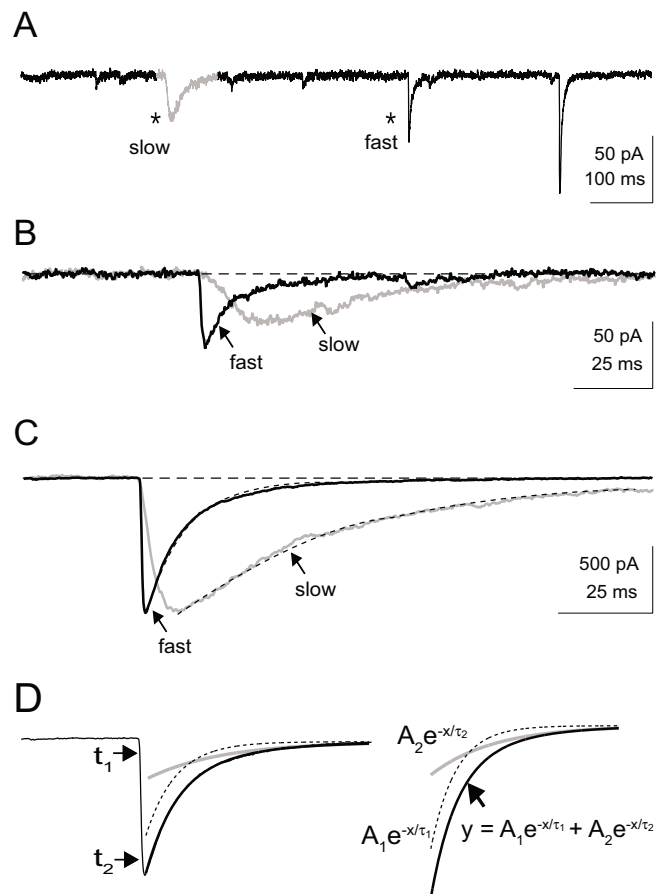 A
*
slow
*
fast
50 pA
100 ms
B
fast
slow
50 pA
25 ms
C
slow
fast
500 pA
25 ms
D
t₁
t₂
A₂e^-x/τ₂
A₁e^-x/τ₁
y = A₁e^-x/τ₁ + A₂e^-x/τ₂